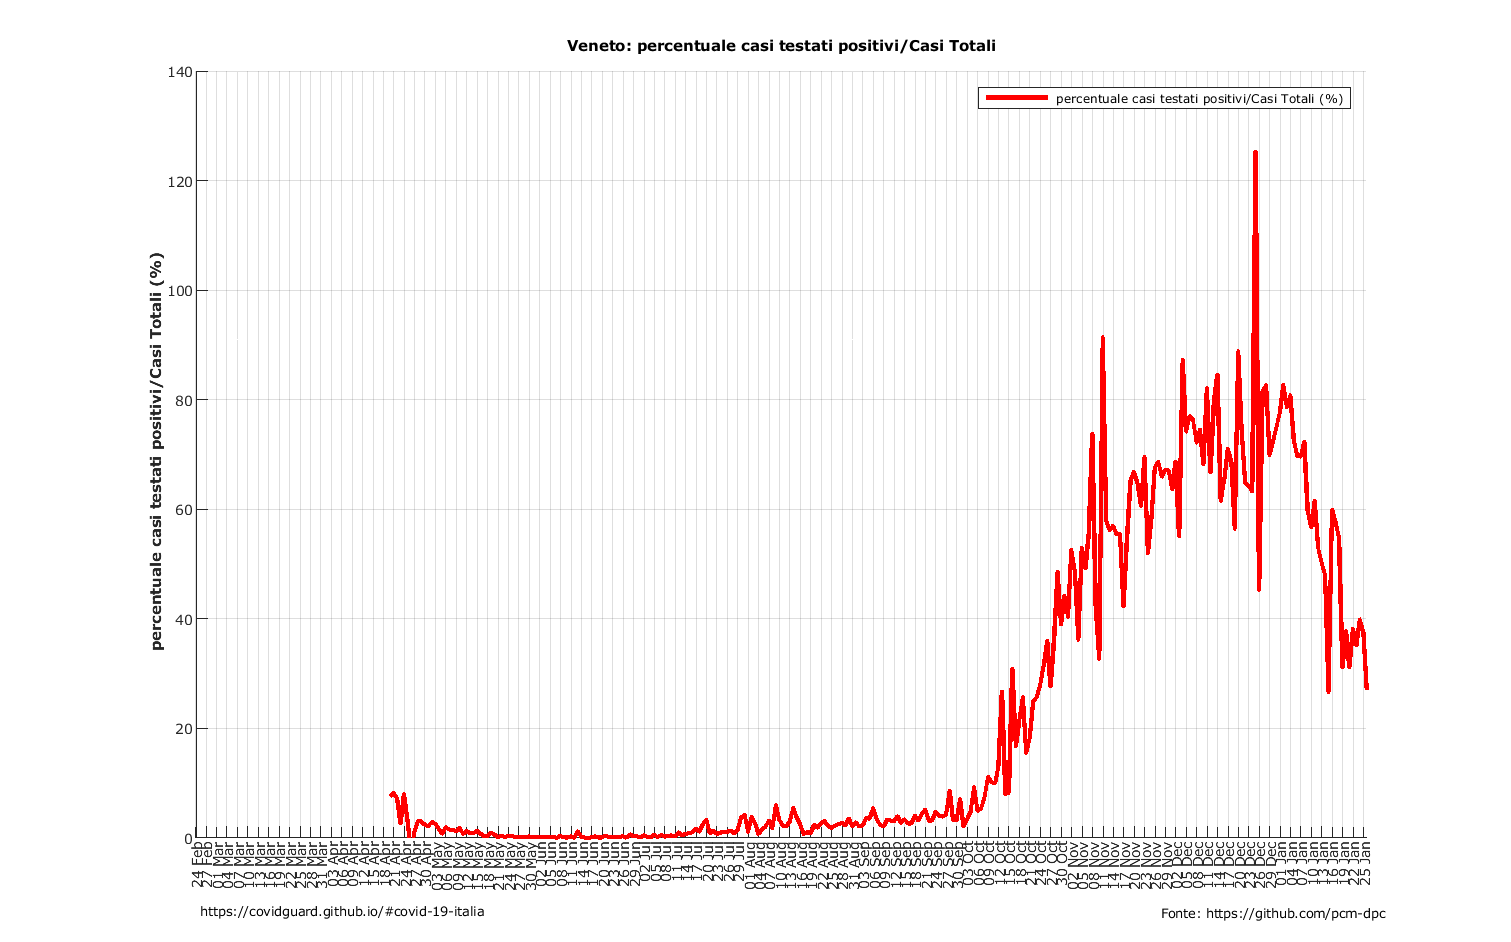 Veneto: percentuale casi testati positivi/Casi Totali
percentuale casi testati positivi/Casi Totali (%)
percentuale casi testati positivi/Casi Totali (%)
140
120
100
80
60
40
20
0
24 Feb
27 Feb
01 Mar
04 Mar
07 Mar
10 Mar
13 Mar
16 Mar
19 Mar
22 Mar
25 Mar
28 Mar
31 Mar
03 Apr
06 Apr
09 Apr
12 Apr
15 Apr
18 Apr
21 Apr
24 Apr
27 Apr
30 Apr
03 May
06 May
09 May
12 May
15 May
18 May
21 May
24 May
27 May
30 May
02 Jun
05 Jun
08 Jun
11 Jun
14 Jun
17 Jun
20 Jun
23 Jun
26 Jun
29 Jun
02 Jul
05 Jul
08 Jul
11 Jul
14 Jul
17 Jul
20 Jul
23 Jul
26 Jul
29 Jul
01 Aug
04 Aug
07 Aug
10 Aug
13 Aug
16 Aug
19 Aug
22 Aug
25 Aug
28 Aug
31 Aug
03 Sep
06 Sep
09 Sep
12 Sep
15 Sep
18 Sep
21 Sep
24 Sep
27 Sep
30 Sep
03 Oct
06 Oct
09 Oct
12 Oct
15 Oct
18 Oct
21 Oct
24 Oct
27 Oct
30 Oct
02 Nov
05 Nov
08 Nov
11 Nov
14 Nov
17 Nov
20 Nov
23 Nov
26 Nov
29 Nov
02 Dec
05 Dec
08 Dec
11 Dec
14 Dec
17 Dec
20 Dec
23 Dec
26 Dec
29 Dec
01 Jan
04 Jan
07 Jan
10 Jan
13 Jan
16 Jan
19 Jan
22 Jan
25 Jan
https://covidguard.github.io/#covid-19-italia
Fonte: https://github.com/pcm-dpc